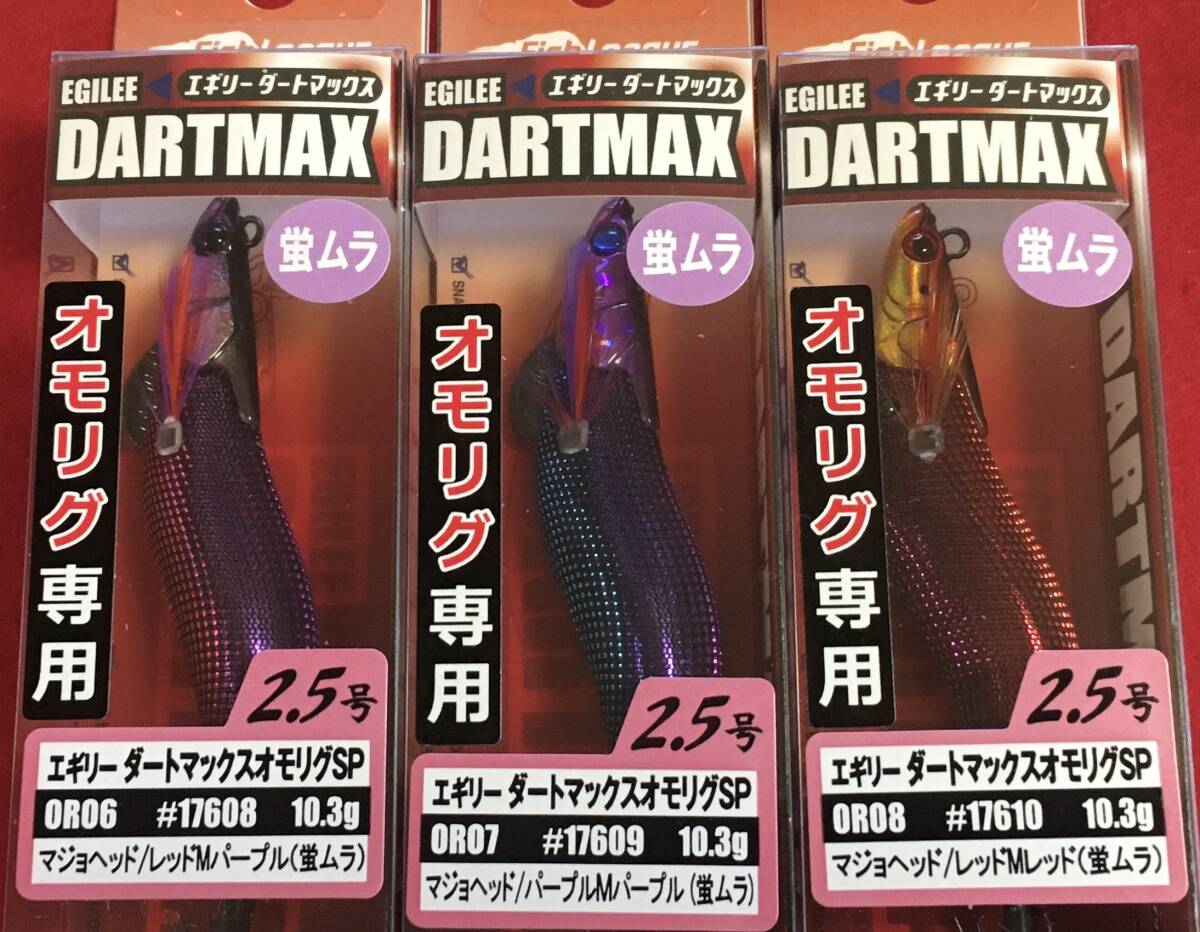 Fish League
EGILEE エギリーダートマックス
DARTMAX
蛍ムラ
オモリグ専用
2.5号
エギリー ダートマックスオモリグSP
OR06 #17608 10.3g
マジョヘッド/レッドMパープル(蛍ムラ)
Fish League
EGILEE エギリーダートマックス
DARTMAX
蛍ムラ
SNA
オモリグ専用
2.5号
エギリー ダートマックスオモリグSP
OR07 #17609 10.3g
マジョヘッド/パープルMパープル(蛍ムラ)
Fish League
EGILEE エギリーダートマックス
DARTMAX
蛍ムラ
オモリグ専用
DARTM
2.5号
エギリー ダートマックスオモリグSP
OR08 #17610 10.3g
マジョヘッド/レッドMレッド(蛍ムラ)